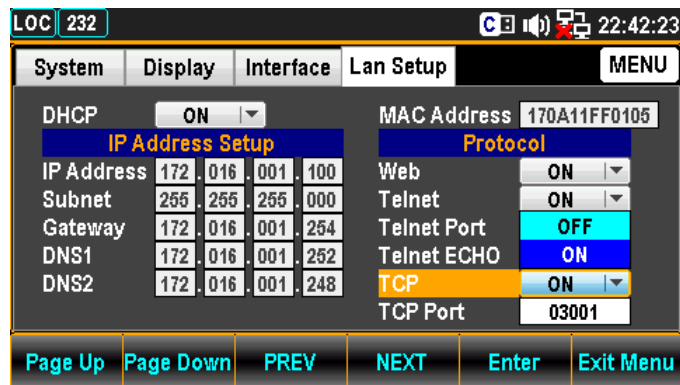 LOC 232 C 22:42:23
System Display Interface Lan Setup MENU
DHCP ON MAC Address 170A11FF0105
IP Address Setup Protocol
IP Address 172 . 016 . 001 . 100 Web ON
Subnet 255 . 255 . 255 . 000 Telnet ON
Gateway 172 . 016 . 001 . 254 Telnet Port OFF
DNS1 172 . 016 . 001 . 252 Telnet ECHO ON
DNS2 172 . 016 . 001 . 248 TCP ON
TCP Port 03001
Page Up Page Down PREV NEXT Enter Exit Menu